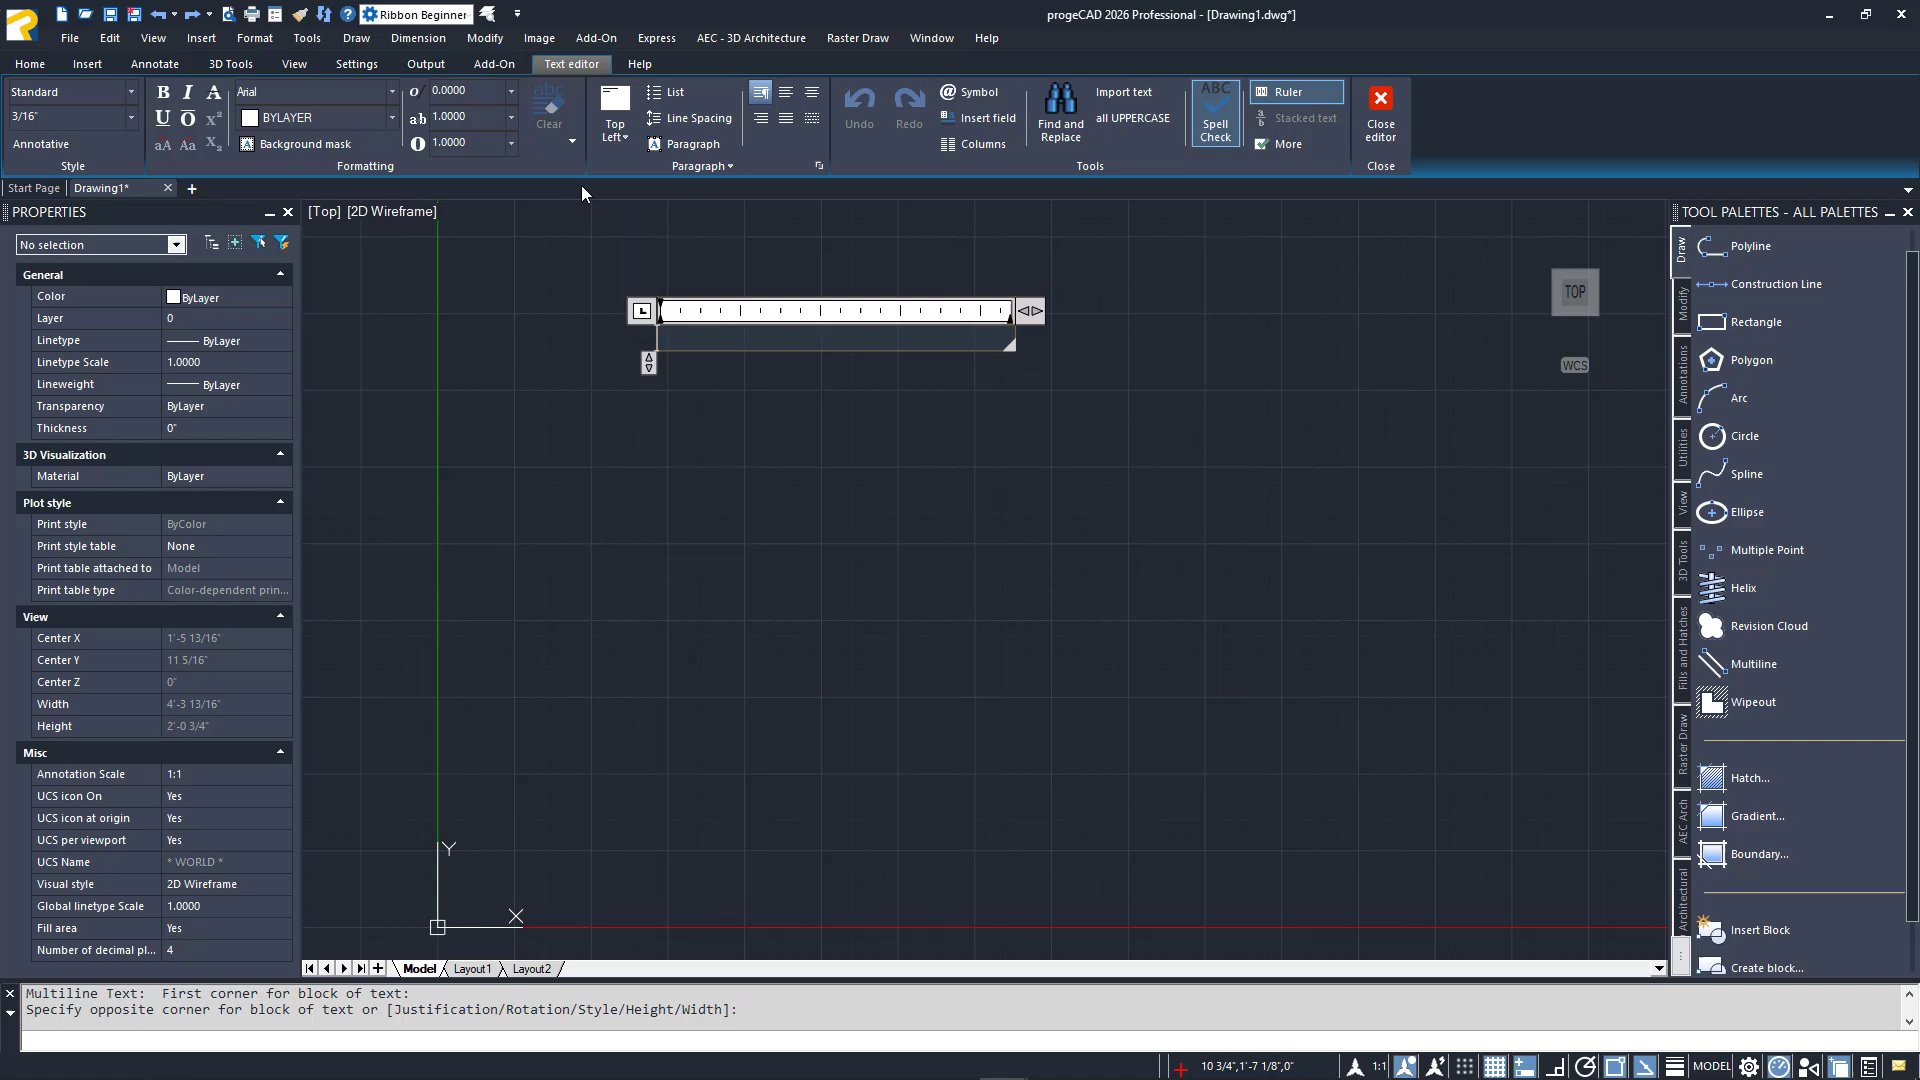 Ribbon Beginner
progeCAD 2026 Professional - [Drawing1.dwg*]
File Edit View Insert Format Tools Draw Dimension Modify Image Add-On Express AEC - 3D Architecture Raster Draw Window Help
Home Insert Annotate 3D Tools View Settings Output Add-On Text editor Help
Standard
3/16"
Annotative
Style
B I A Arial
U O BYLAYER
Background mask
Formatting
0.0000
1.0000
1.0000
abc
Clear
Top
Left
List
Line Spacing
Paragraph
Paragraph
Undo
Redo
Symbol
Insert field
Columns
Find and
Replace
Import text
all UPPERCASE
Tools
ABC
Spell
Check
Ruler
Stacked text
More
Close
editor
Close
Start Page
Drawing1*
PROPERTIES
No selection
General
Color ByLayer
Layer 0
Linetype ByLayer
Linetype Scale 1.0000
Lineweight ByLayer
Transparency ByLayer
Thickness 0"
3D Visualization
Material ByLayer
Plot style
Print style ByColor
Print style table None
Print table attached to Model
Print table type Color-dependent prin...
View
Center X 1'-5 13/16"
Center Y 11 5/16"
Center Z 0"
Width 4'-3 13/16"
Height 2'-0 3/4"
Misc
Annotation Scale 1:1
UCS icon On Yes
UCS icon at origin Yes
UCS per viewport Yes
UCS Name * WORLD *
Visual style 2D Wireframe
Global linetype Scale 1.0000
Fill area Yes
Number of decimal pl... 4
[Top] [2D Wireframe]
L
TOP
WCS
Y
X
Model Layout1 Layout2
TOOL PALETTES - ALL PALETTES
Draw
Modify
Annotations
Utilities
View
3D Tools
Fills and Hatches
Raster Draw
AEC Arch
Architectural
Polyline
Construction Line
Rectangle
Polygon
Arc
Circle
Spline
Ellipse
Multiple Point
Helix
Revision Cloud
Multiline
Wipeout
Hatch...
Gradient...
Boundary...
Insert Block
Create block...
Multiline Text:  First corner for block of text:
Specify opposite corner for block of text or [Justification/Rotation/Style/Height/Width]:
10 3/4",1'-7 1/8",0"
1:1
MODEL